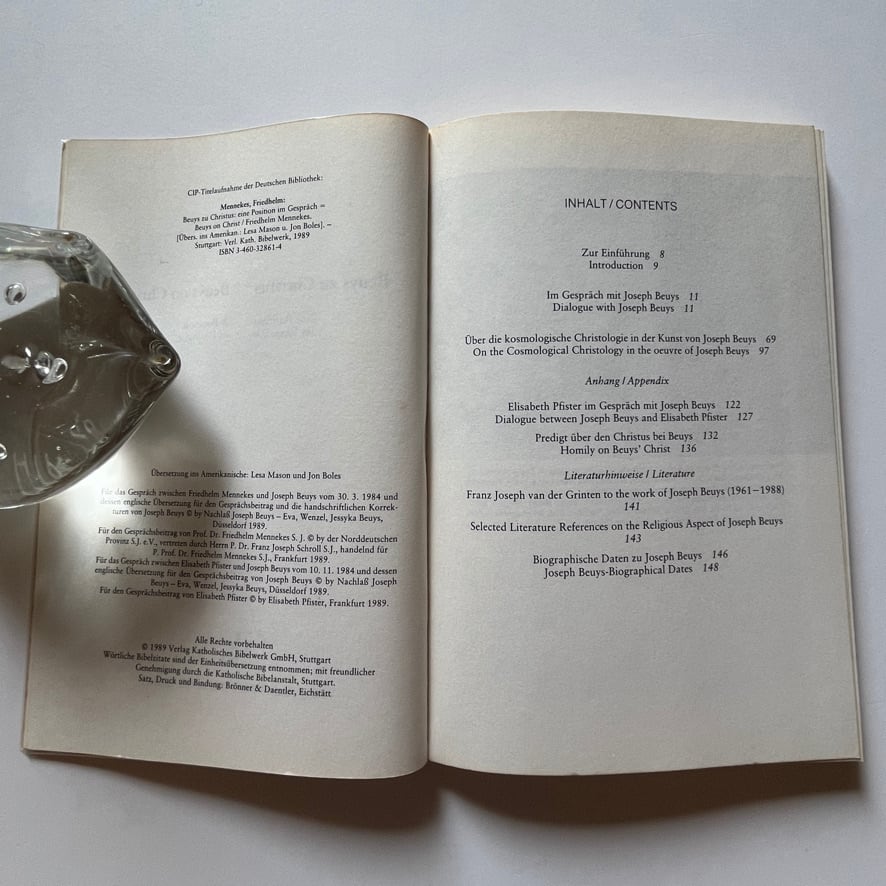 CIP-Titelaufnahme der Deutschen Bibliothek:
Mennekes, Friedhelm:
Beuys zu Christus: eine Position im Gespräch =
Beuys on Christ / Friedhelm Mennekes.
[Übers. ins Amerikan.: Lesa Mason u. Jon Boles]. –
Stuttgart: Verl. Kath. Bibelwerk, 1989
ISBN 3-460-32861-4
Übersetzung ins Amerikanische: Lesa Mason und Jon Boles
Für das Gespräch zwischen Friedhelm Mennekes und Joseph Beuys vom 30. 3. 1984 und
dessen englische Übersetzung für den Gesprächsbeitrag und die handschriftlichen Korrek-
turen von Joseph Beuys © by Nachlaß Joseph Beuys – Eva, Wenzel, Jessyka Beuys,
Düsseldorf 1989.
Für den Gesprächsbeitrag von Prof. Dr. Friedhelm Mennekes S. J. © by der Norddeutschen
Provinz S.J. e.V., vertreten durch Herrn P. Dr. Franz Joseph Schroll S.J., handelnd für
P. Prof. Dr. Friedhelm Mennekes S.J., Frankfurt 1989.
Für das Gespräch zwischen Elisabeth Pfister und Joseph Beuys vom 10. 11. 1984 und dessen
englische Übersetzung für den Gesprächsbeitrag von Joseph Beuys © by Nachlaß Joseph
Beuys – Eva, Wenzel, Jessyka Beuys, Düsseldorf 1989.
Für den Gesprächsbeitrag von Elisabeth Pfister © by Elisabeth Pfister, Frankfurt 1989.
Alle Rechte vorbehalten
© 1989 Verlag Katholisches Bibelwerk GmbH, Stuttgart
Wörtliche Bibelzitate sind der Einheitsübersetzung entnommen; mit freundlicher
Genehmigung durch die Katholische Bibelanstalt, Stuttgart.
Satz, Druck und Bindung: Brönner & Daentler, Eichstätt
INHALT / CONTENTS
Zur Einführung 8
Introduction 9
Im Gespräch mit Joseph Beuys 11
Dialogue with Joseph Beuys 11
Über die kosmologische Christologie in der Kunst von Joseph Beuys 69
On the Cosmological Christology in the oeuvre of Joseph Beuys 97
Anhang / Appendix
Elisabeth Pfister im Gespräch mit Joseph Beuys 122
Dialogue between Joseph Beuys and Elisabeth Pfister 127
Predigt über den Christus bei Beuys 132
Homily on Beuys' Christ 136
Literaturhinweise / Literature
Franz Joseph van der Grinten to the work of Joseph Beuys (1961–1988)
141
Selected Literature References on the Religious Aspect of Joseph Beuys
143
Biographische Daten zu Joseph Beuys 146
Joseph Beuys-Biographical Dates 148